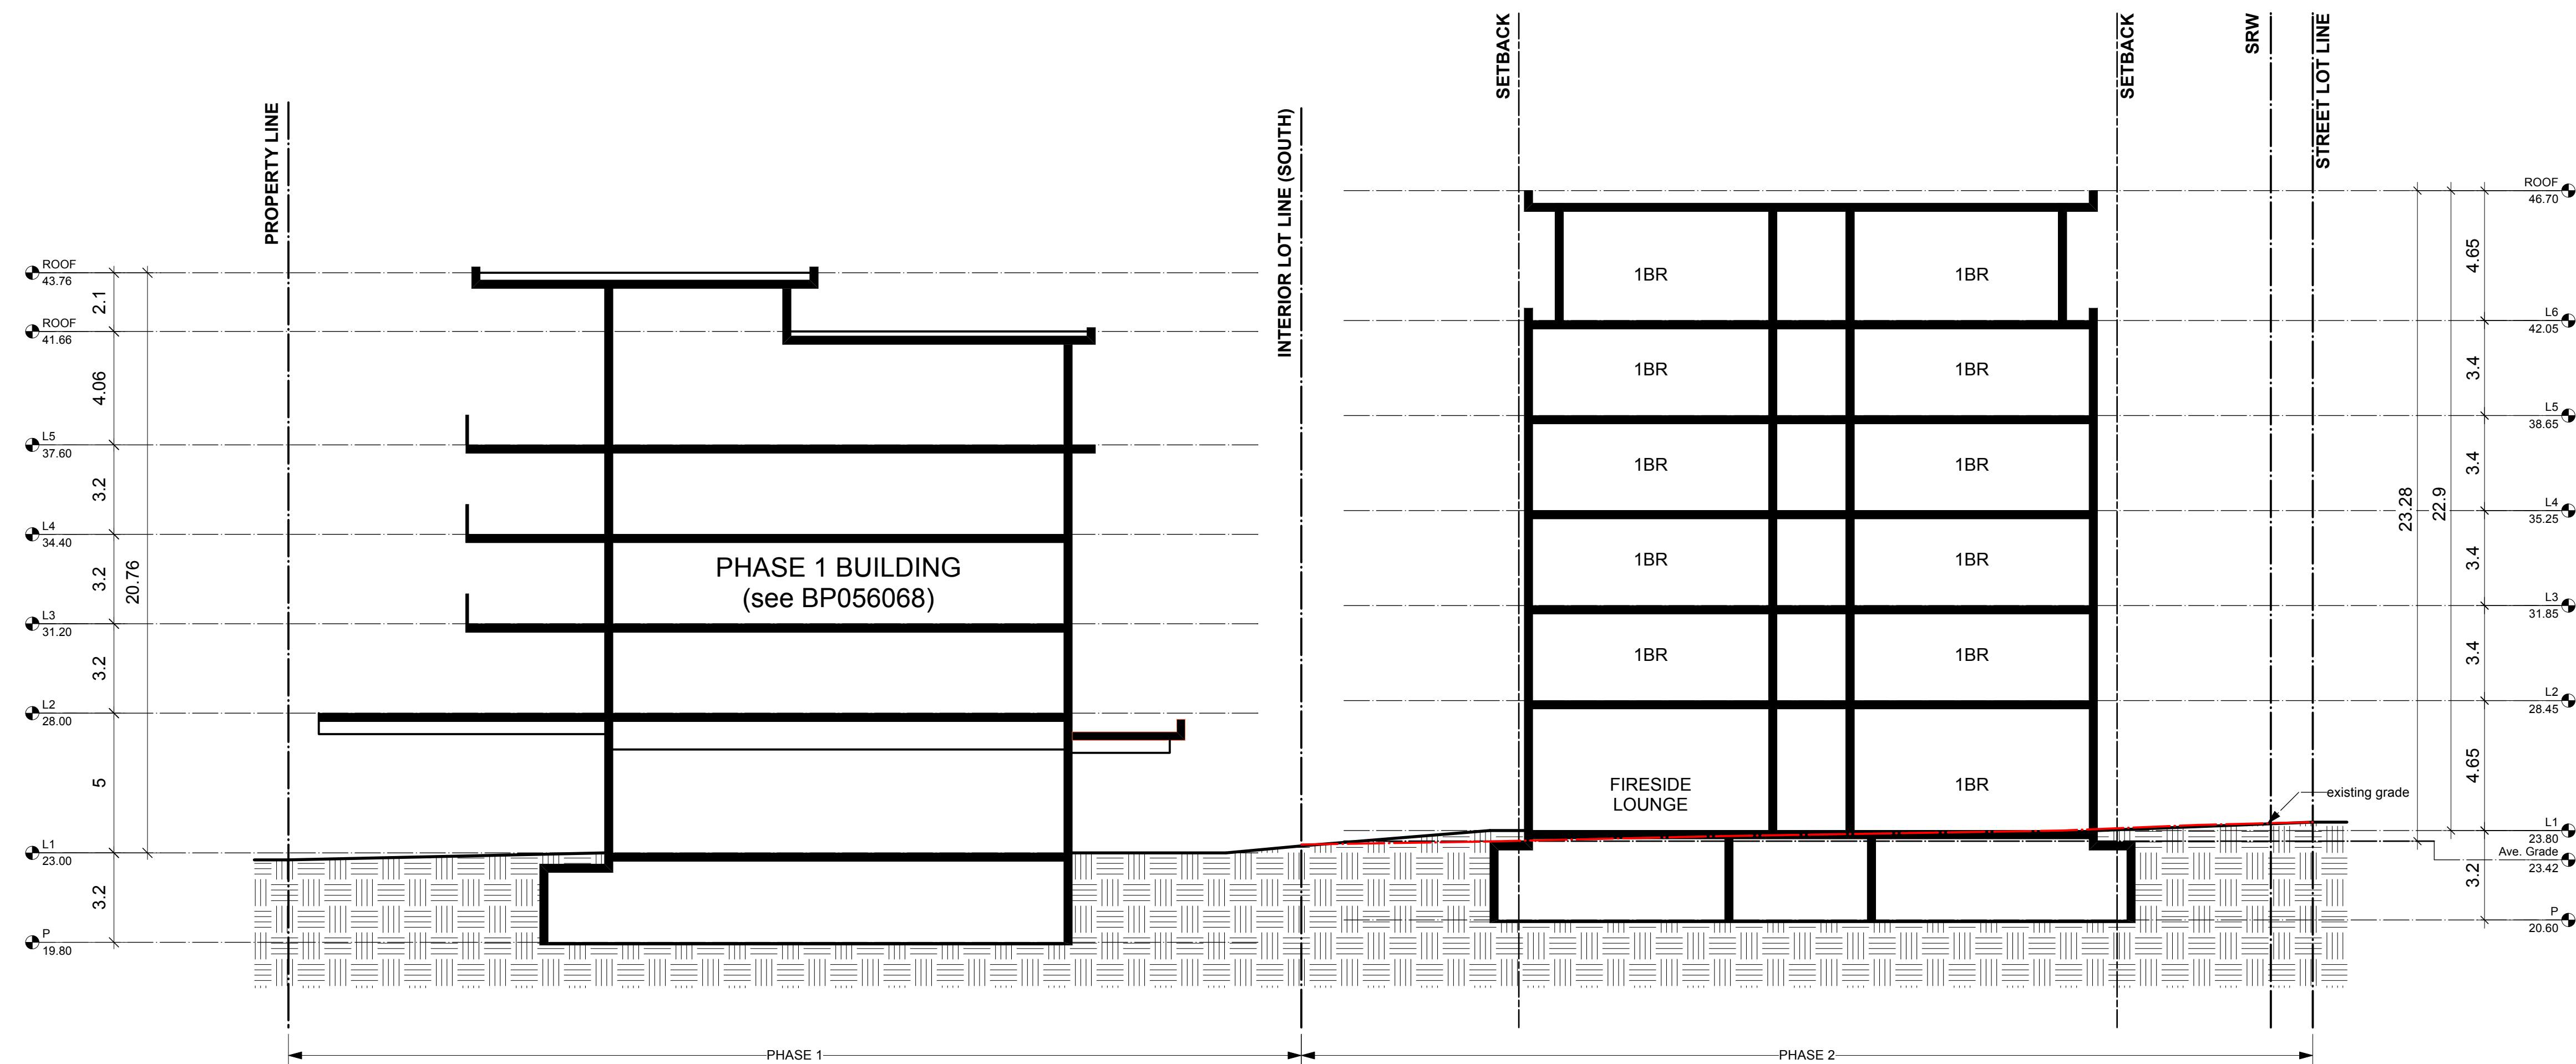 PROPERTY LINE
INTERIOR LOT LINE (SOUTH)
SETBACK
SETBACK
SRW
STREET LOT LINE
ROOF
43.76
2.1
ROOF
41.66
4.06
L5
37.60
3.2
L4
34.40
3.2
20.76
L3
31.20
3.2
L2
28.00
5
L1
23.00
3.2
P
19.80
PHASE 1 BUILDING
(see BP056068)
1BR
1BR
1BR
1BR
1BR
1BR
1BR
1BR
1BR
1BR
FIRESIDE
LOUNGE
1BR
existing grade
23.28
22.9
ROOF
46.70
4.65
L6
42.05
3.4
L5
38.65
3.4
L4
35.25
3.4
L3
31.85
3.4
L2
28.45
4.65
L1
23.80
Ave. Grade
23.42
3.2
P
20.60
PHASE 1
PHASE 2